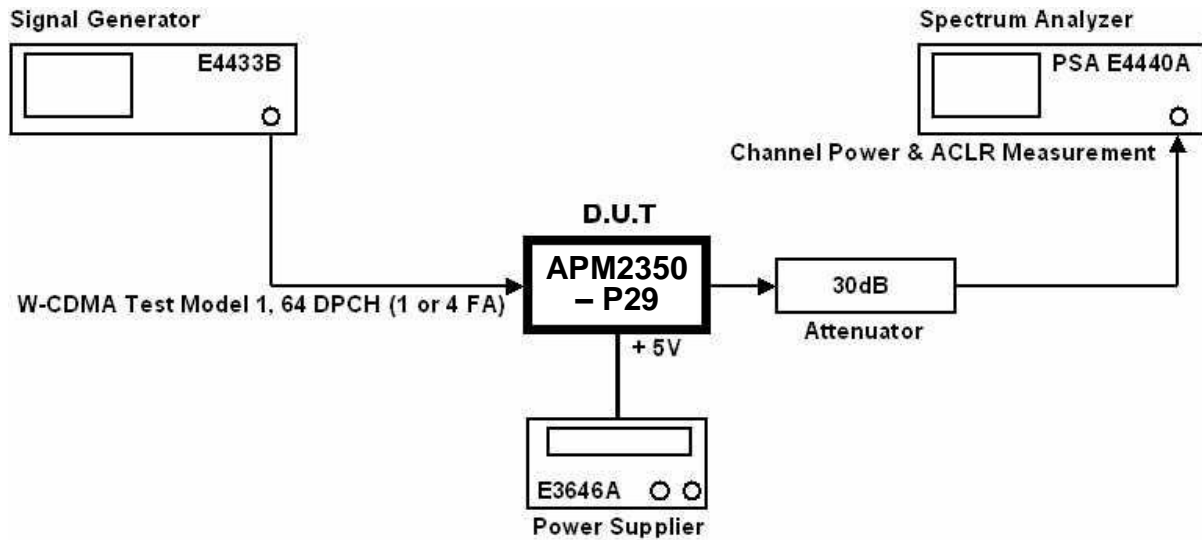 Signal Generator
E4433B
Spectrum Analyzer
PSA E4440A
Channel Power & ACLR Measurement
D.U.T
APM2350
– P29
W-CDMA Test Model 1, 64 DPCH (1 or 4 FA)
30dB
Attenuator
+ 5V
E3646A
Power Supplier